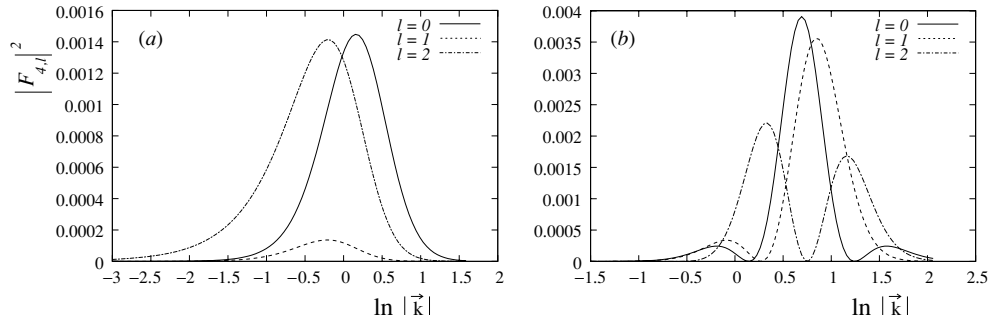 (a)
l = 0
l = 1
l = 2
|F4,l|²
0.0016
0.0014
0.0012
0.001
0.0008
0.0006
0.0004
0.0002
0
−3 −2.5 −2 −1.5 −1 −0.5 0 0.5 1 1.5 2
ln |k⃗|
(b)
l = 0
l = 1
l = 2
0.004
0.0035
0.003
0.0025
0.002
0.0015
0.001
0.0005
0
−1.5 −1 −0.5 0 0.5 1 1.5 2 2.5
ln |k⃗|